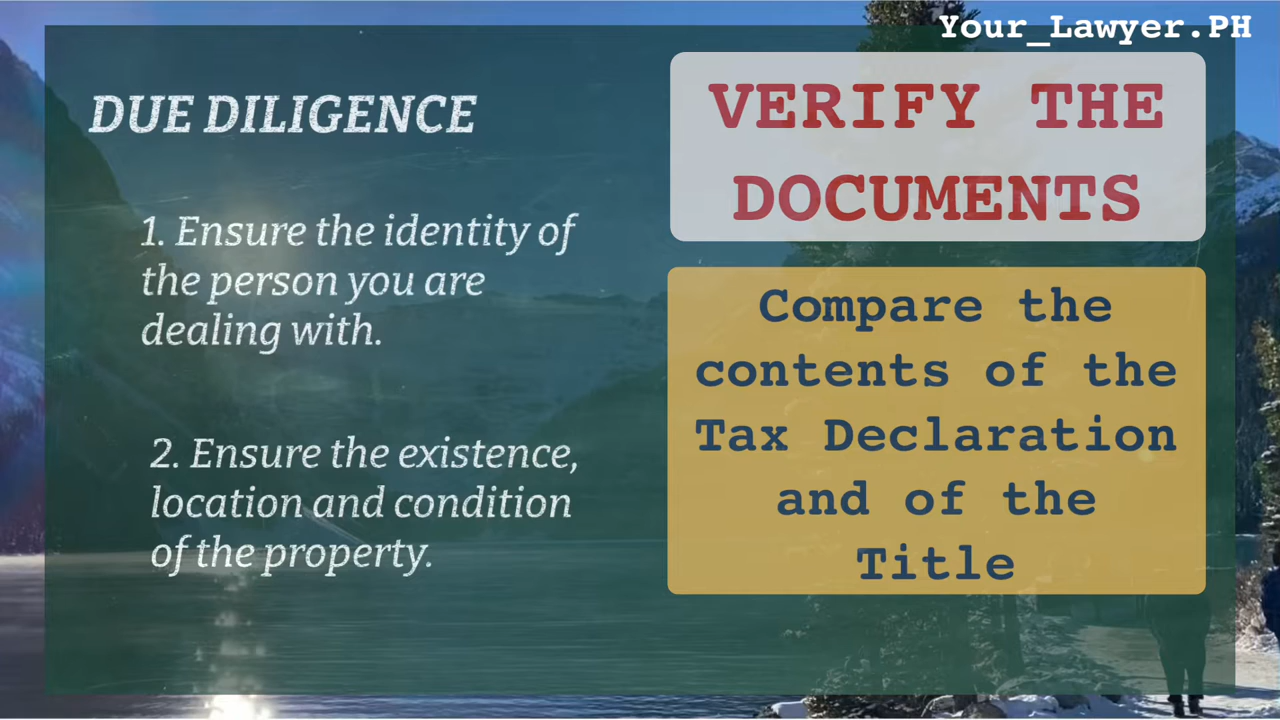 Your_Lawyer.PH
DUE DILIGENCE
1. Ensure the identity of
the person you are
dealing with.
2. Ensure the existence,
location and condition
of the property.
VERIFY THE
DOCUMENTS
Compare the
contents of the
Tax Declaration
and of the
Title